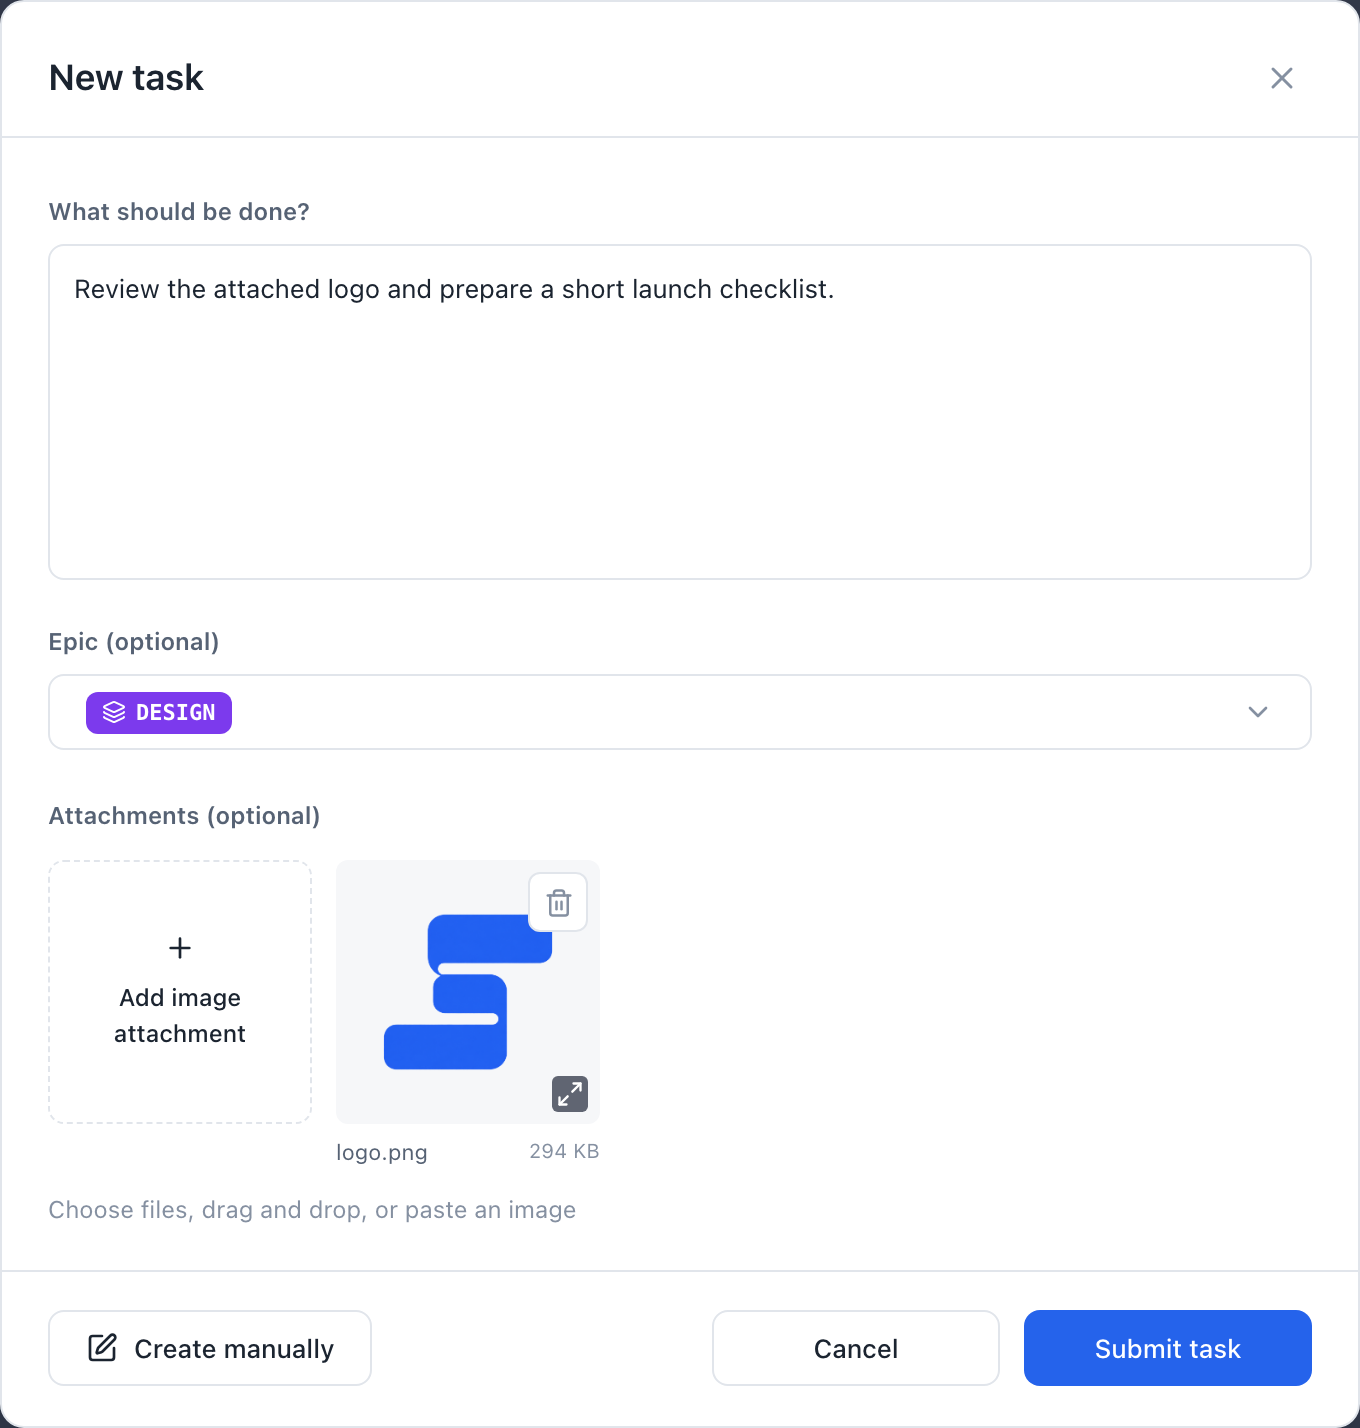 New task
What should be done?
Review the attached logo and prepare a short launch checklist.
Epic (optional)
DESIGN
Attachments (optional)
Add image
attachment
logo.png 294 KB
Choose files, drag and drop, or paste an image
Create manually Cancel Submit task